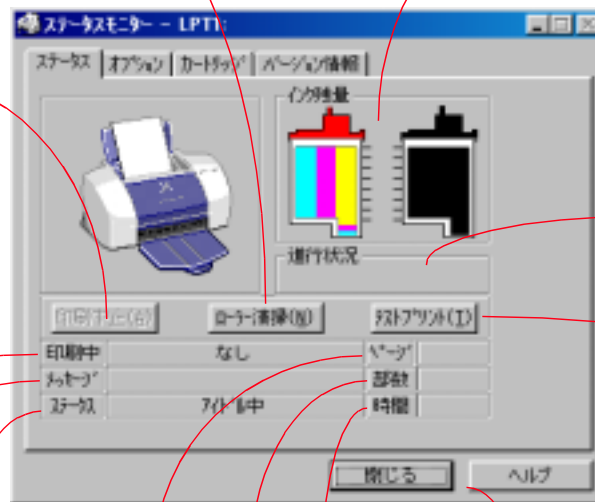 ステータスモニター - LPT1:
ステータス オプション カートリッジ バージョン情報
インク残量
進行状況
印刷中止(A) ローラー清掃(N) テストプリント(T)
印刷中 なし ページ
メッセージ 部数
ステータス アイドル中 時間
閉じる ヘルプ